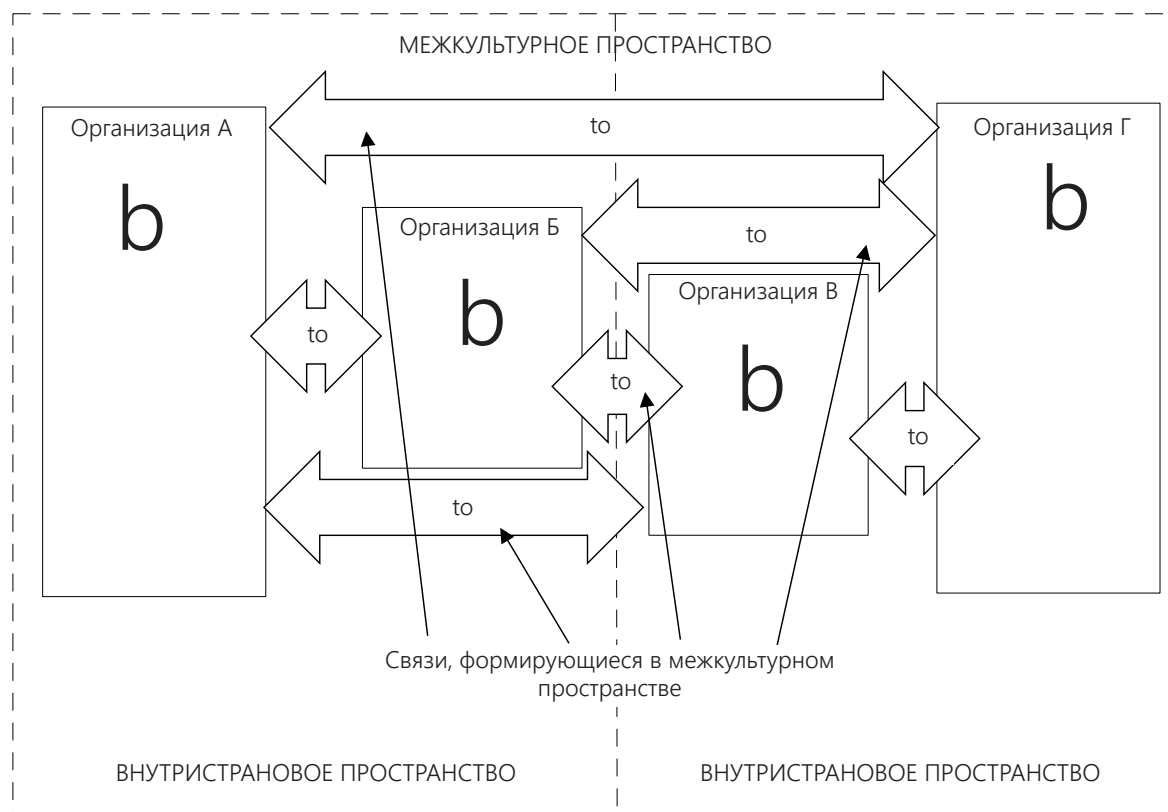 МЕЖКУЛЬТУРНОЕ ПРОСТРАНСТВО
Организация А
to
Организация Г
b
b
Организация Б
to
b
Организация В
to
to
b
to
to
Связи, формирующиеся в межкультурном
пространстве
ВНУТРИСТРАНОВОЕ ПРОСТРАНСТВО
ВНУТРИСТРАНОВОЕ ПРОСТРАНСТВО